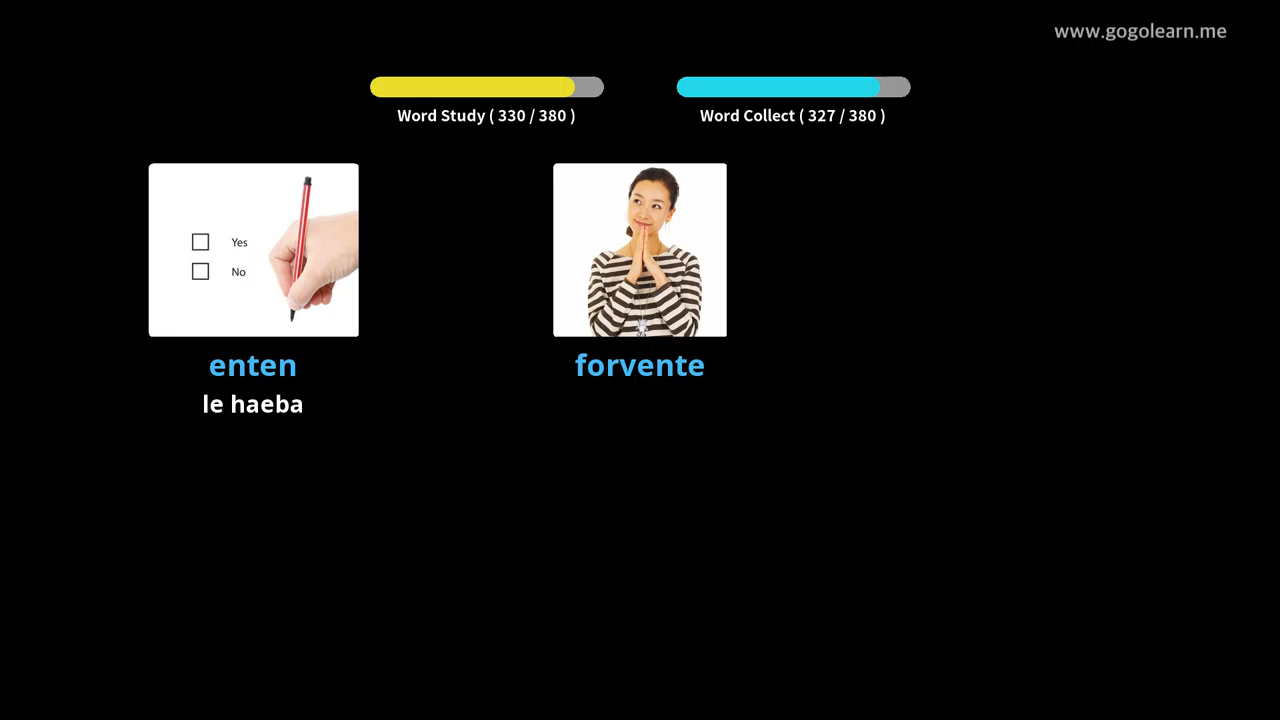 www.gogolearn.me
Word Study ( 330 / 380 )
Word Collect ( 327 / 380 )
Yes
No
enten
le haeba
forvente